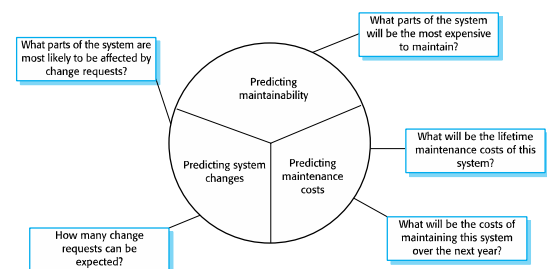 What parts of the system
will be the most expensive
to maintain?
What parts of the system are
most likely to be affected by
change requests?
Predicting
maintainability
What will be the lifetime
maintenance costs of this
system?
Predicting system
changes
Predicting
maintenance
costs
What will be the costs of
maintaining this system
over the next year?
How many change
requests can be
expected?